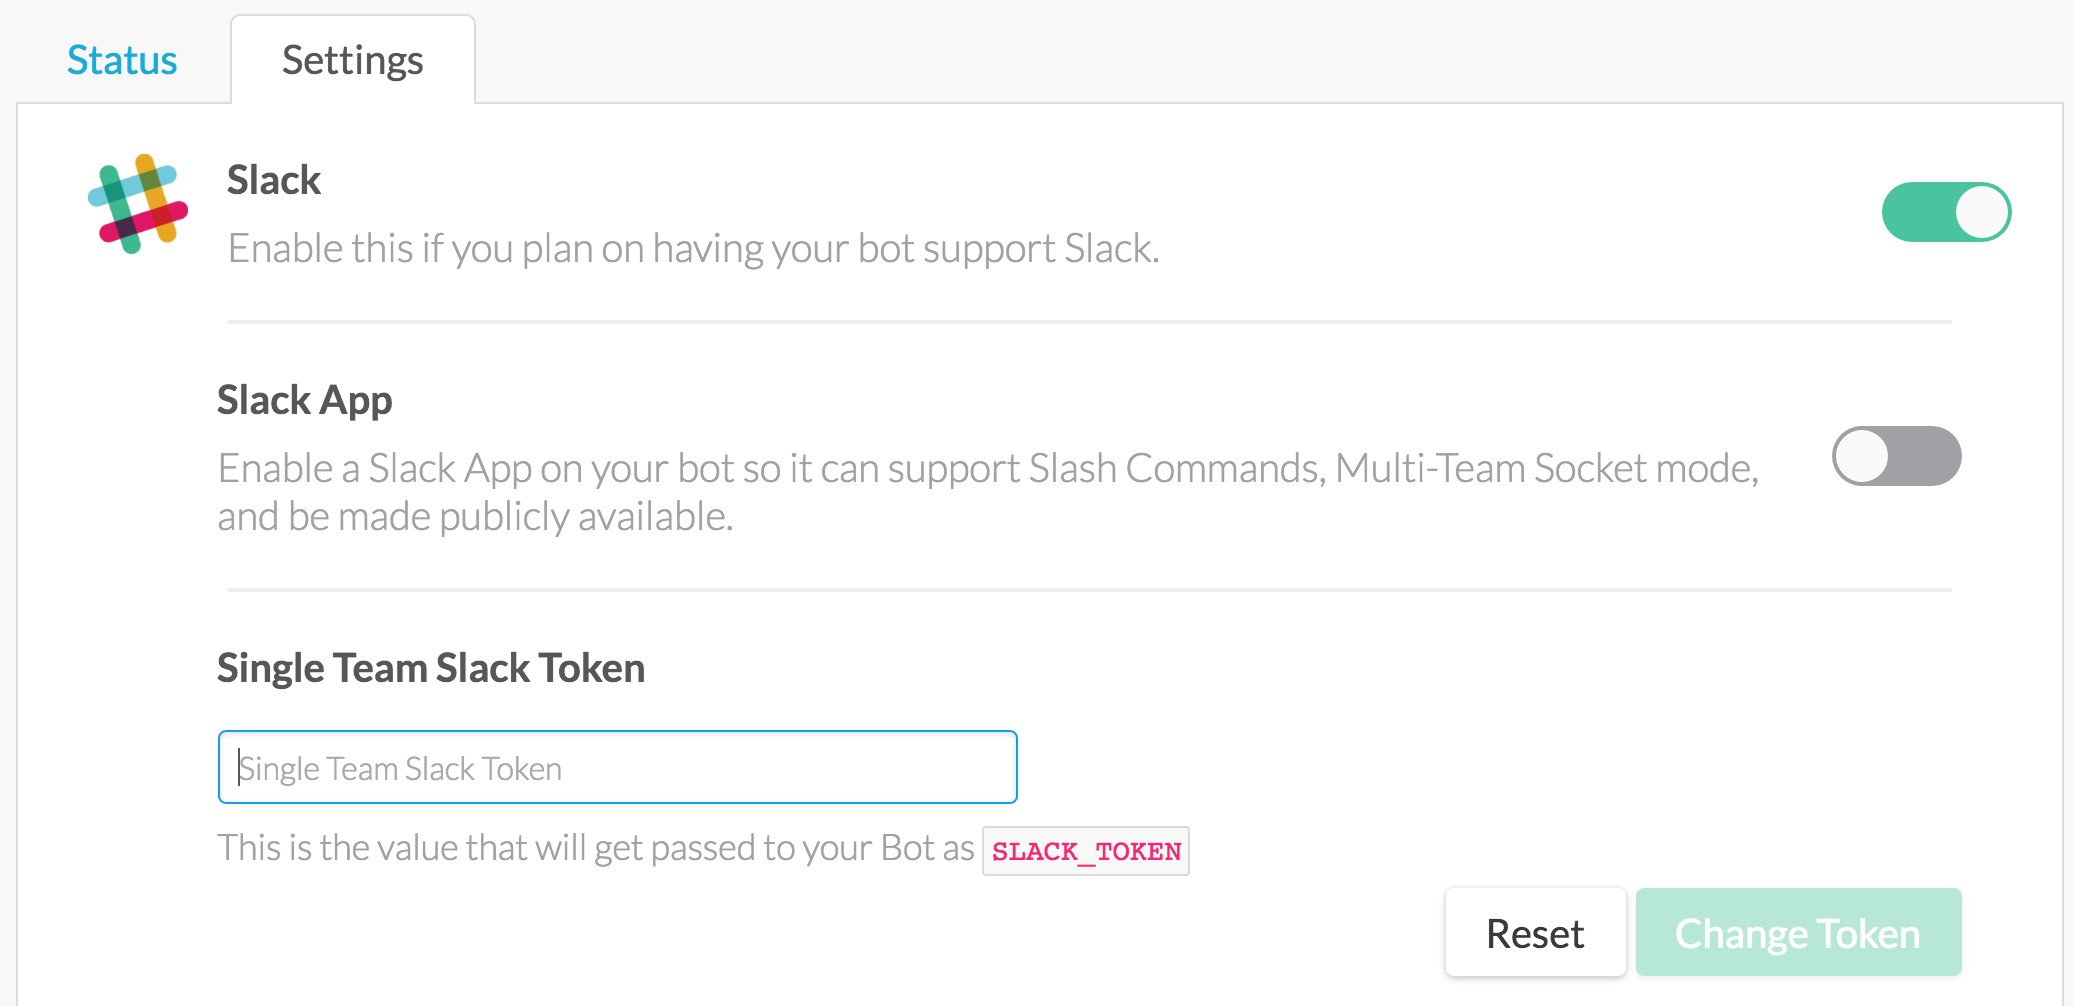 Status
Settings
Slack
Enable this if you plan on having your bot support Slack.
Slack App
Enable a Slack App on your bot so it can support Slash Commands, Multi-Team Socket mode,
and be made publicly available.
Single Team Slack Token
Single Team Slack Token
This is the value that will get passed to your Bot as SLACK_TOKEN
Reset
Change Token